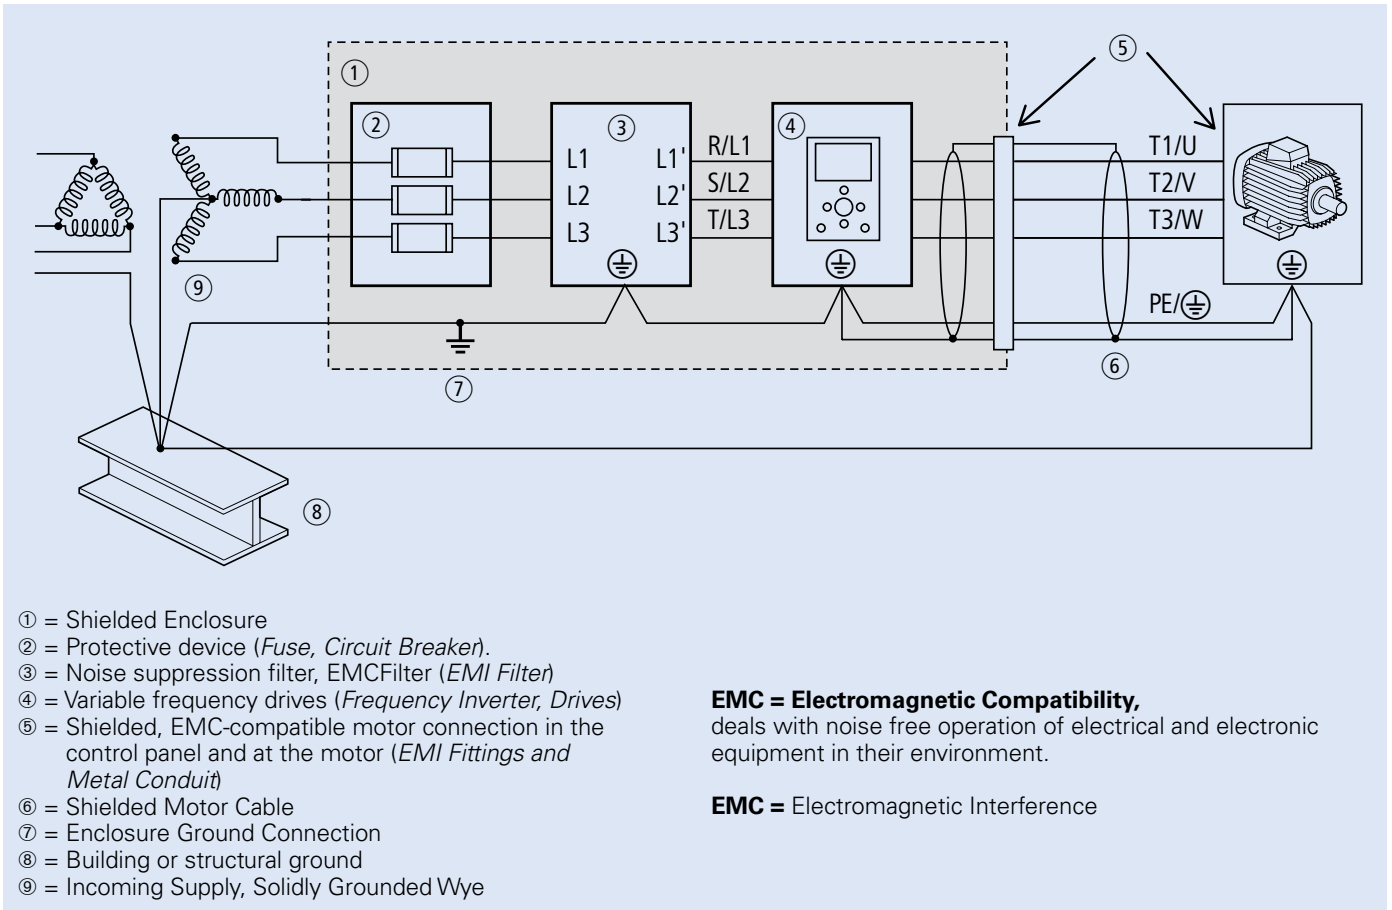 ①
⑤
②
③
④
L1
L1'
R/L1
T1/U
L2
L2'
S/L2
T2/V
L3
L3'
T/L3
T3/W
⑨
PE/
⑦
⑥
⑧
① = Shielded Enclosure
② = Protective device (Fuse, Circuit Breaker).
③ = Noise suppression filter, EMCFilter (EMI Filter)
④ = Variable frequency drives (Frequency Inverter, Drives)
⑤ = Shielded, EMC-compatible motor connection in the
control panel and at the motor (EMI Fittings and
Metal Conduit)
⑥ = Shielded Motor Cable
⑦ = Enclosure Ground Connection
⑧ = Building or structural ground
⑨ = Incoming Supply, Solidly Grounded Wye
EMC = Electromagnetic Compatibility,
deals with noise free operation of electrical and electronic
equipment in their environment.
EMC = Electromagnetic Interference